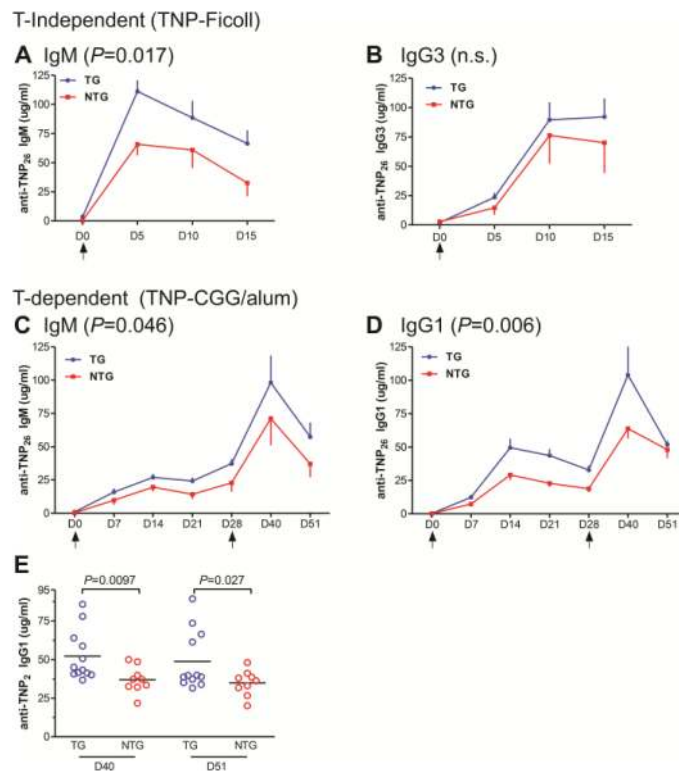 T-Independent (TNP-Ficoll)
A IgM (P=0.017)
TG
NTG
anti-TNP26 IgM (ug/ml)
125
100
75
50
25
0
D0 D5 D10 D15
B IgG3 (n.s.)
TG
NTG
anti-TNP26 IgG3 (ug/ml)
125
100
75
50
25
0
D0 D5 D10 D15
T-dependent (TNP-CGG/alum)
C IgM (P=0.046)
TG
NTG
anti-TNP26 IgM (ug/ml)
125
100
75
50
25
0
D0 D7 D14 D21 D28 D40 D51
D IgG1 (P=0.006)
TG
NTG
anti-TNP26 IgG1 (ug/ml)
125
100
75
50
25
0
D0 D7 D14 D21 D28 D40 D51
E
P=0.0097 P=0.027
anti-TNP2 IgG1 (ug/ml)
95
50
25
0
TG NTG TG NTG
D40 D51